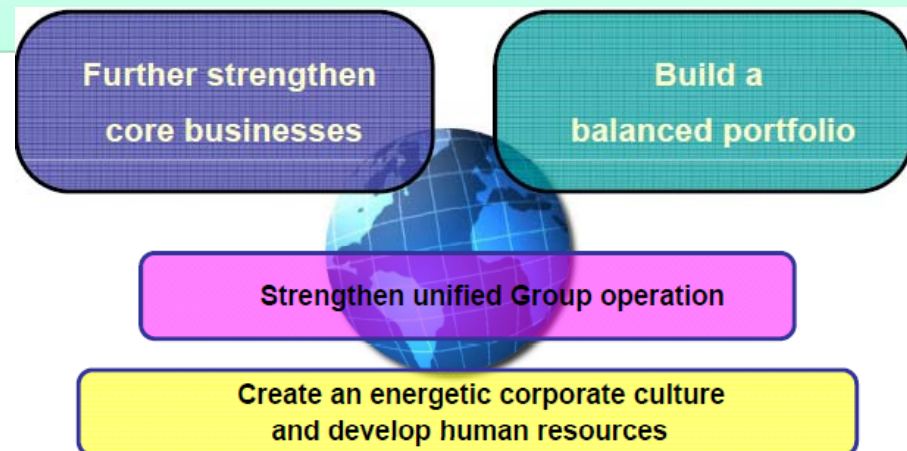 Further strengthen
core businesses
Build a
balanced portfolio
Strengthen unified Group operation
Create an energetic corporate culture
and develop human resources